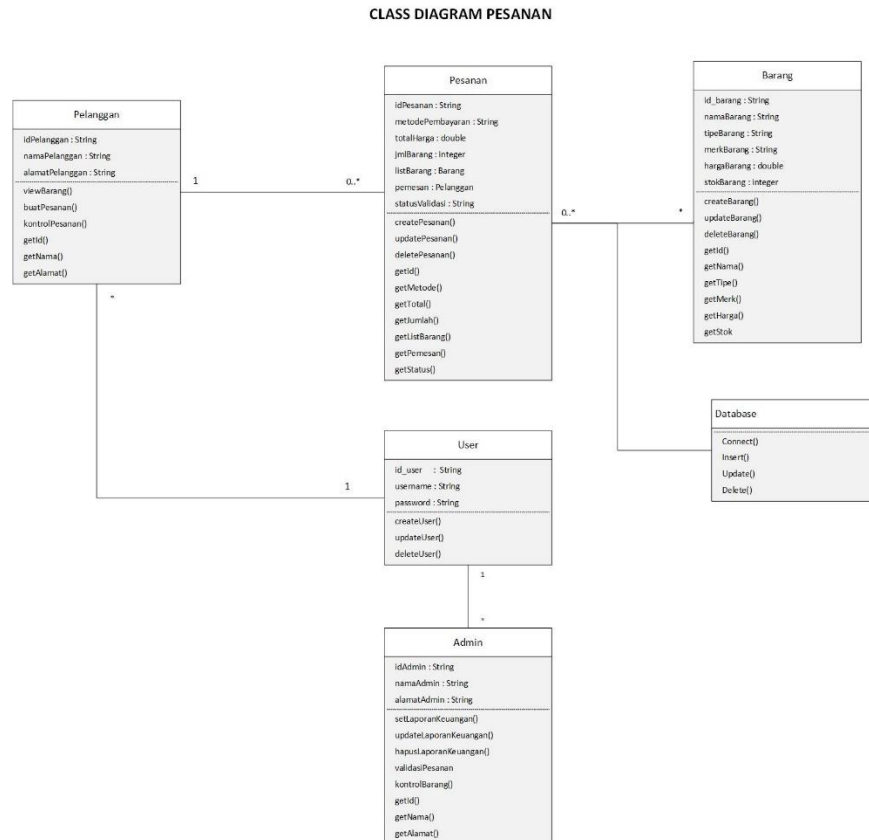 CLASS DIAGRAM PESANAN
Pelanggan
idPelanggan : String
namaPelanggan : String
alamatPelanggan : String
viewBarang()
buatPesanan()
kontrolPesanan()
getId()
getNama()
getAlamat()
1
0..*
*
Pesanan
idPesanan : String
metodePembayaran : String
totalHarga : double
jmlBarang : Integer
listBarang : Barang
pemesan : Pelanggan
statusValidasi : String
createPesanan()
updatePesanan()
deletePesanan()
getId()
getMetode()
getTotal()
getJumlah()
getListBarang()
getPemesan()
getStatus()
0..*
*
Barang
id_barang : String
namaBarang : String
tipeBarang : String
merkBarang : String
hargaBarang : double
stokBarang : Integer
createBarang()
updateBarang()
deleteBarang()
getId()
getNama()
getTipe()
getMerk()
getHarga()
getStok
Database
Connect()
Insert()
Update()
Delete()
User
id_user : String
username : String
password : String
createUser()
updateUser()
deleteUser()
1
1
*
Admin
idAdmin : String
namaAdmin : String
alamatAdmin : String
setLaporanKeuangan()
updateLaporanKeuangan()
hapusLaporanKeuangan()
validasiPesanan
kontrolBarang()
getId()
getNama()
getAlamat()